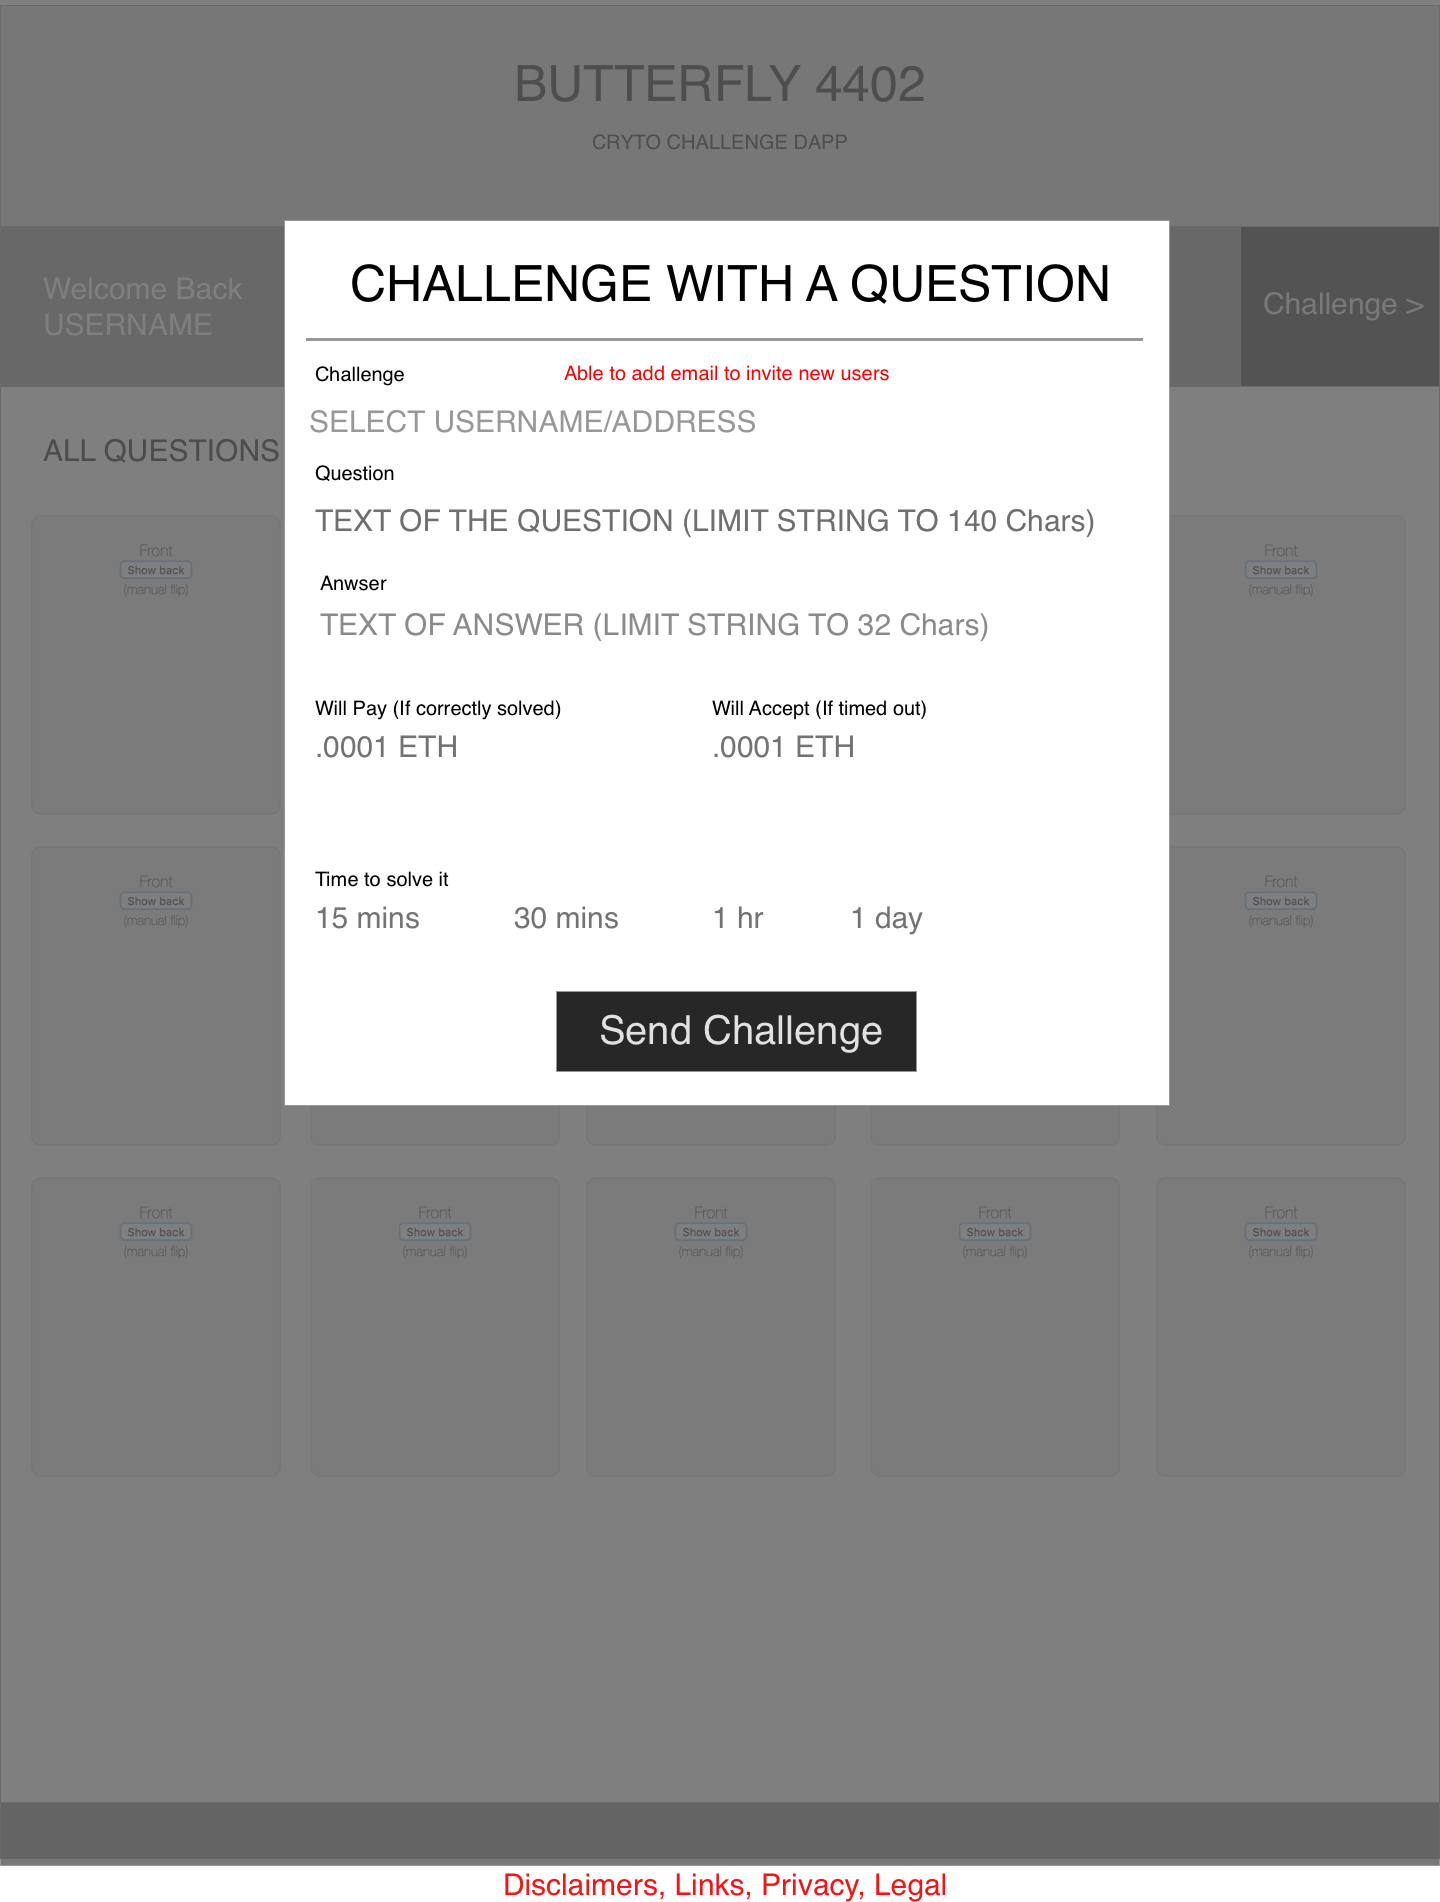 BUTTERFLY 4402
CRYTO CHALLENGE DAPP
Welcome Back
USERNAME
Challenge >
ALL QUESTIONS
CHALLENGE WITH A QUESTION
Challenge
Able to add email to invite new users
SELECT USERNAME/ADDRESS
Question
TEXT OF THE QUESTION (LIMIT STRING TO 140 Chars)
Anwser
TEXT OF ANSWER (LIMIT STRING TO 32 Chars)
Will Pay (If correctly solved)
Will Accept (If timed out)
.0001 ETH
.0001 ETH
Time to solve it
15 mins
30 mins
1 hr
1 day
Send Challenge
Front
Show back
(manual flip)
Front
Show back
(manual flip)
Front
Show back
(manual flip)
Front
Show back
(manual flip)
Front
Show back
(manual flip)
Front
Show back
(manual flip)
Front
Show back
(manual flip)
Front
Show back
(manual flip)
Front
Show back
(manual flip)
Disclaimers, Links, Privacy, Legal